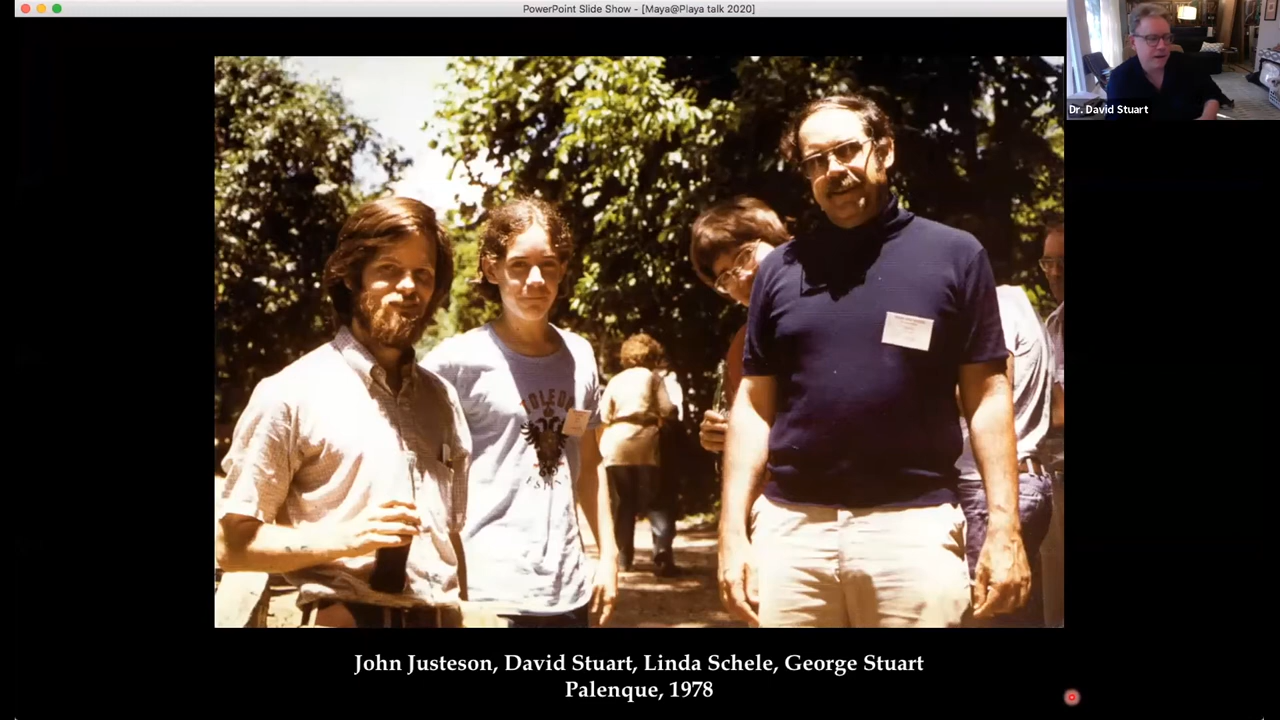 PowerPoint Slide Show - [Maya@Playa talk 2020]
Dr. David Stuart
TOLEDO
John Justeson, David Stuart, Linda Schele, George Stuart
Palenque, 1978